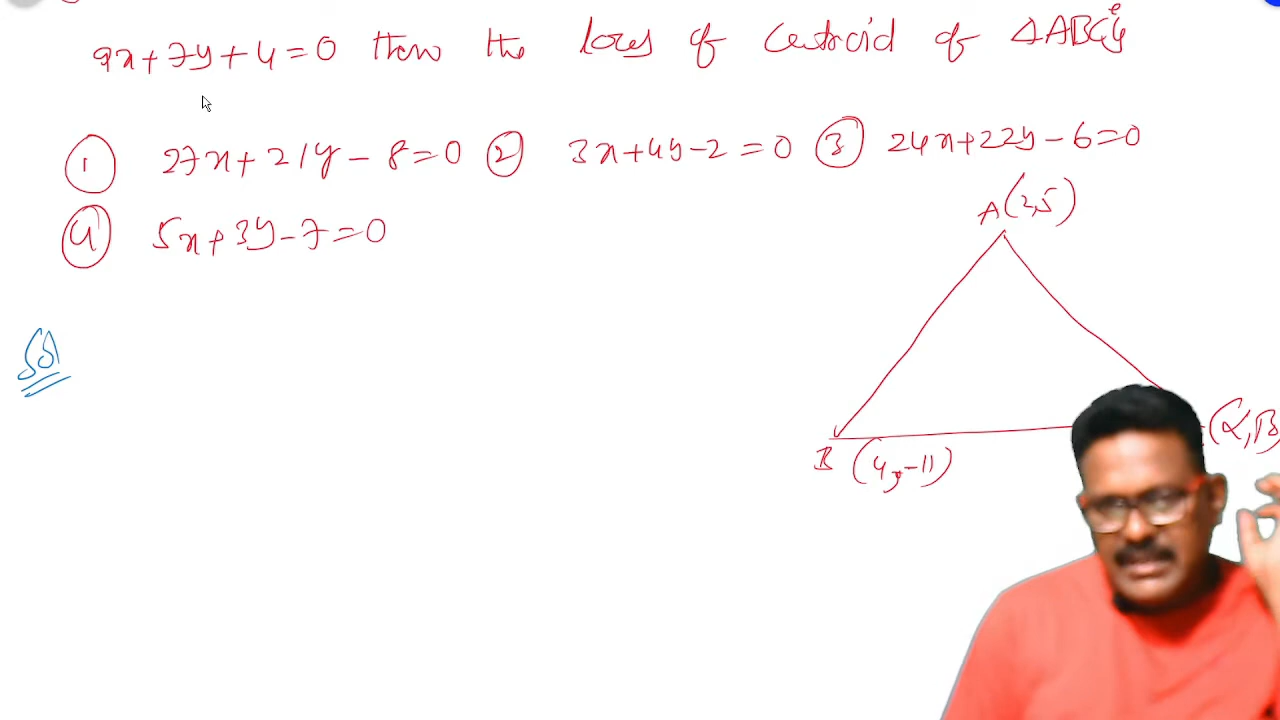 9x+7y+4=0 then the locus of centroid of ΔABC is
① 27x+21y-8=0 ② 3x+4y-2=0 ③ 24x+22y-6=0
④ 5x+3y-7=0
A(2,5)
Sol
(α,β
B (4,-11)